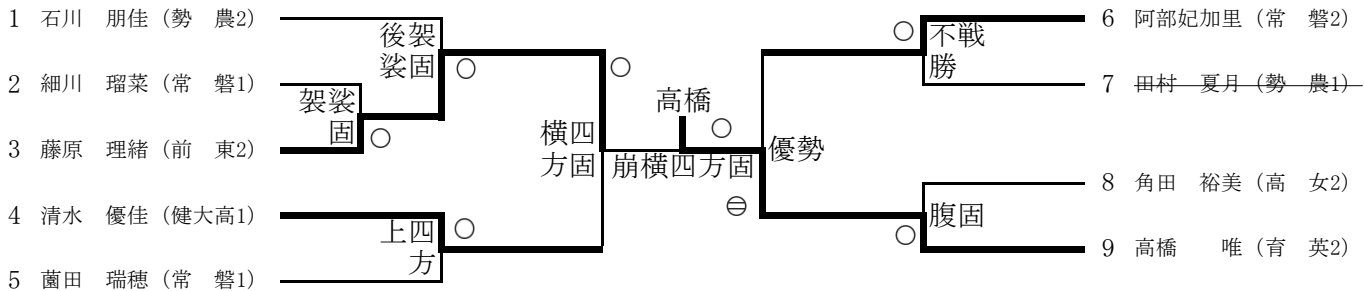 1 石川 朋佳（勢 農2）
2 細川 瑠菜（常 磐1）
3 藤原 理緒（前 東2）
4 清水 優佳（健大高1）
5 薗田 瑞穂（常 磐1）
後袈
裟固
○
袈裟
固
○
上四
方
○
○
横四
方固
高橋
○
崩横四方固
⊖
優勢
○
不戦
勝
腹固
○
6 阿部妃加里（常 磐2）
7 田村 夏月（勢 農1）
8 角田 裕美（高 女2）
9 高橋 唯（育 英2）